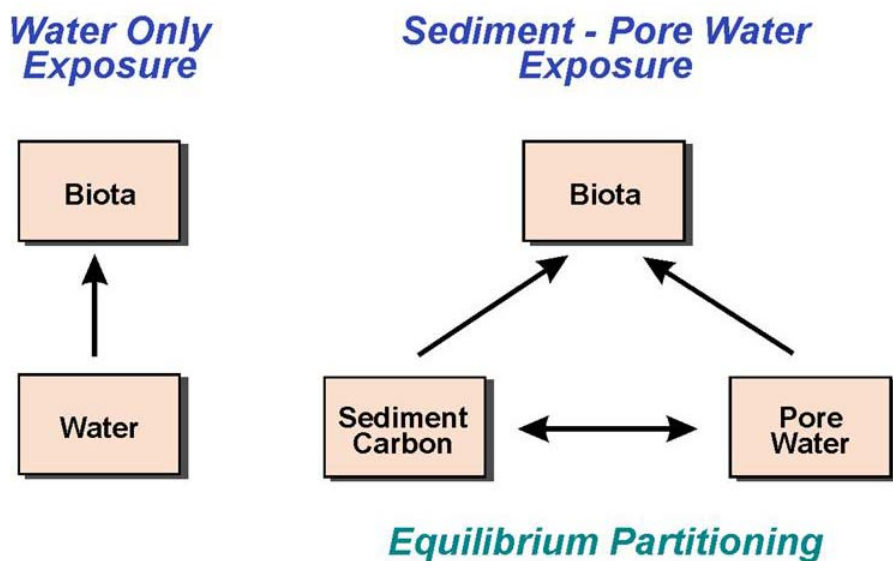 Water Only
Exposure
Sediment - Pore Water
Exposure
Biota
Biota
Water
Sediment
Carbon
Pore
Water
Equilibrium Partitioning